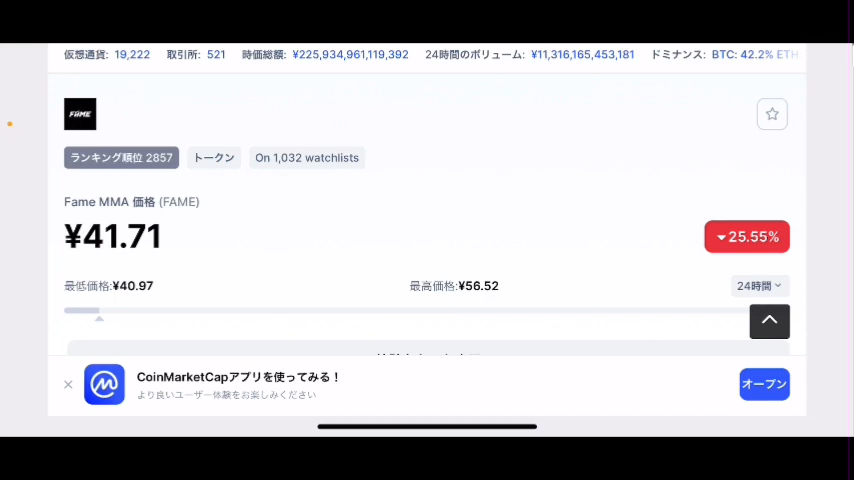 仮想通貨: 19,222 取引所: 521 時価総額: ¥225,934,961,119,392 24時間のボリューム: ¥11,316,165,453,181 ドミナンス: BTC: 42.2% ETH
FAME
ランキング順位 2857 トークン On 1,032 watchlists
Fame MMA 価格 (FAME)
¥41.71 25.55%
最低価格:¥40.97 最高価格:¥56.52 24時間
CoinMarketCapアプリを使ってみる！
より良いユーザー体験をお楽しみください
オープン